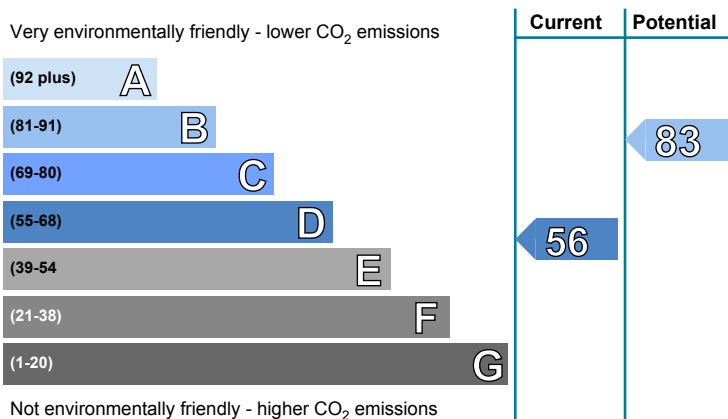 Current Potential
Very environmentally friendly - lower CO2 emissions
(92 plus) A
(81-91) B
83
(69-80) C
(55-68) D
56
(39-54 E
(21-38) F
(1-20) G
Not environmentally friendly - higher CO2 emissions